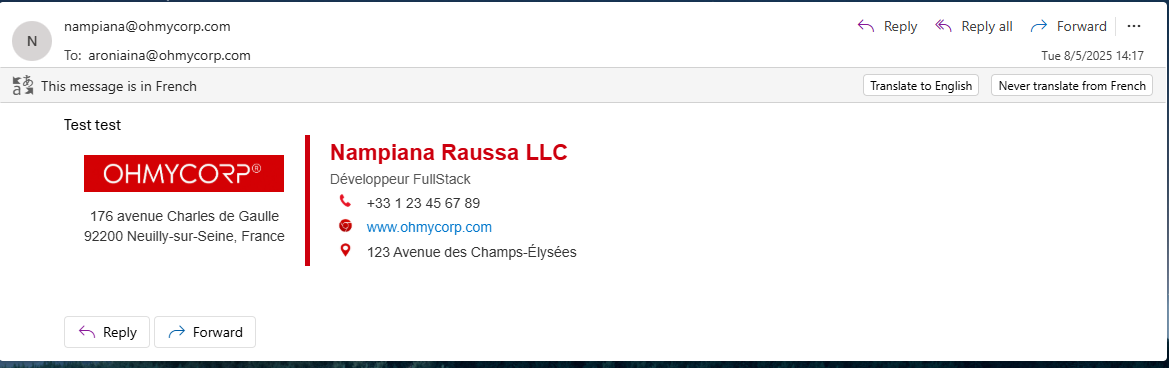 nampiana@ohmycorp.com
Reply
Reply all
Forward
N
To: aroniaina@ohmycorp.com
Tue 8/5/2025 14:17
This message is in French
Translate to English
Never translate from French
Test test
OHMYCORP®
176 avenue Charles de Gaulle
92200 Neuilly-sur-Seine, France
Nampiana Raussa LLC
Développeur FullStack
+33 1 23 45 67 89
www.ohmycorp.com
123 Avenue des Champs-Élysées
Reply
Forward